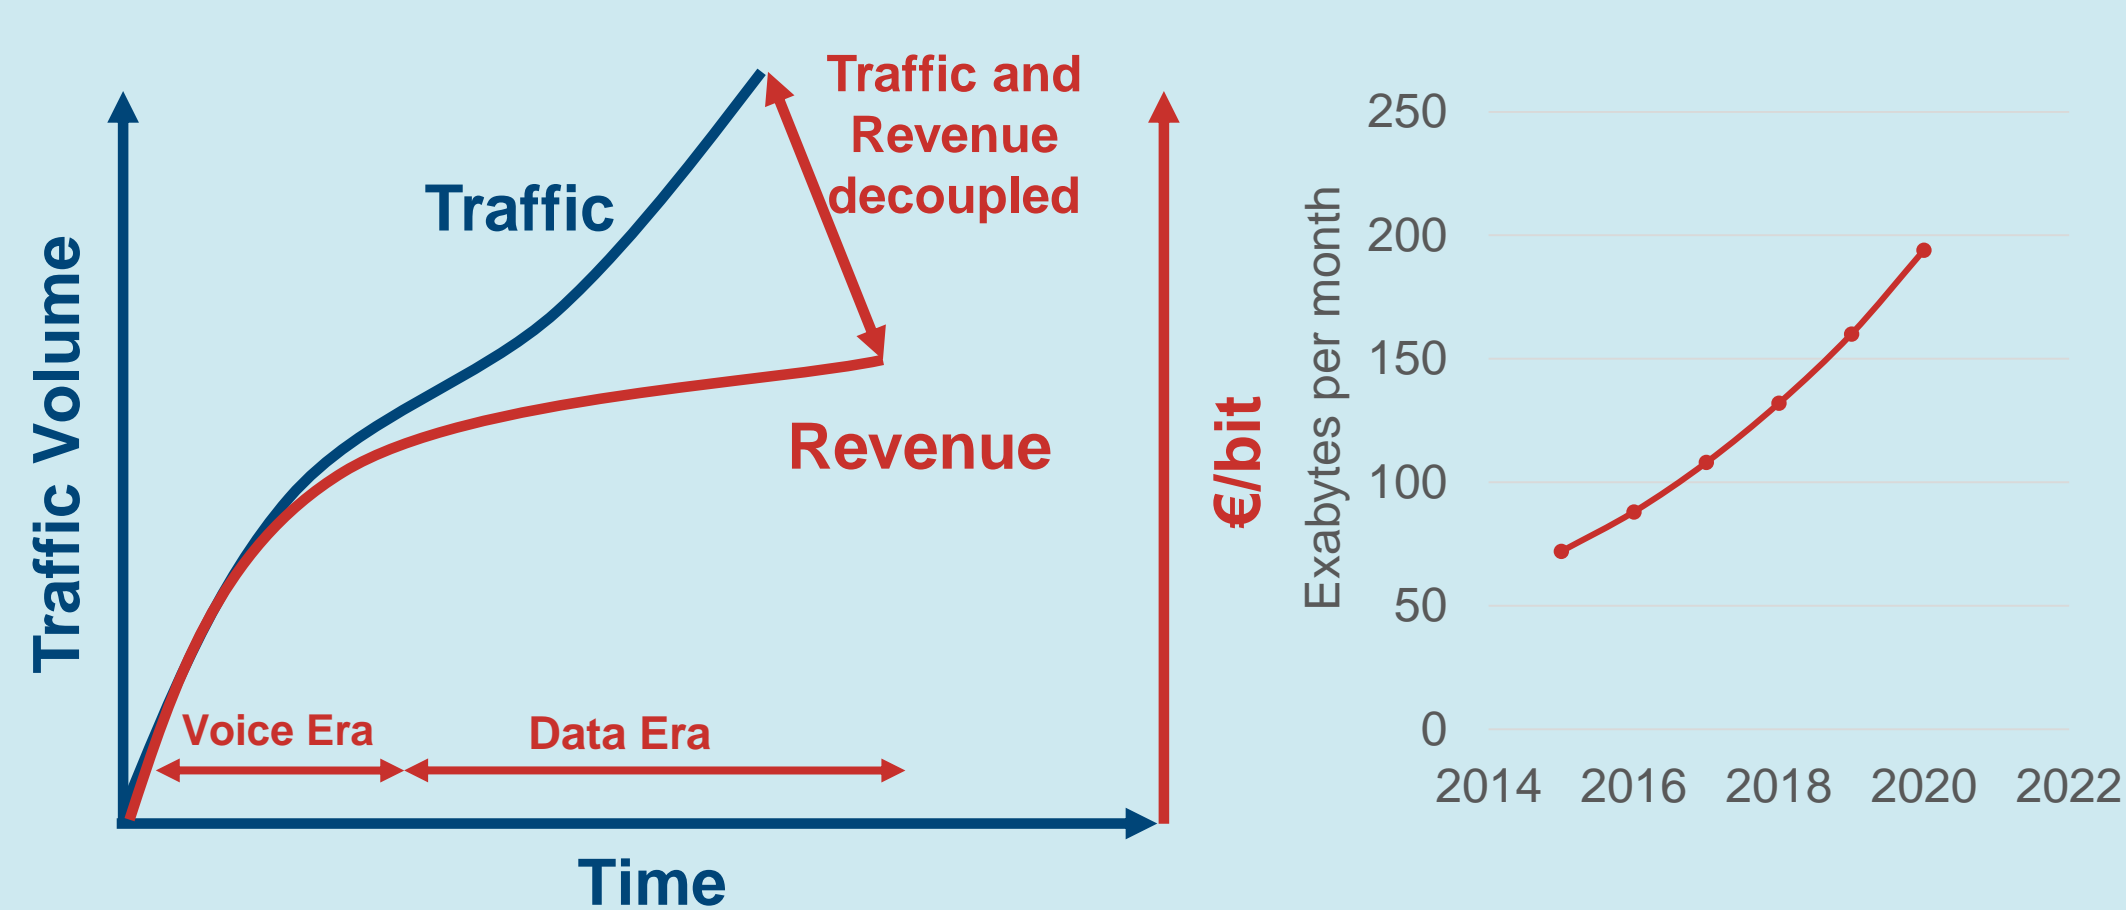 Traffic and
Revenue
decoupled
Traffic
Traffic Volume
Revenue
€/bit
Voice Era
Data Era
Time
Exabytes per month
250
200
150
100
50
0
2014 2016 2018 2020 2022